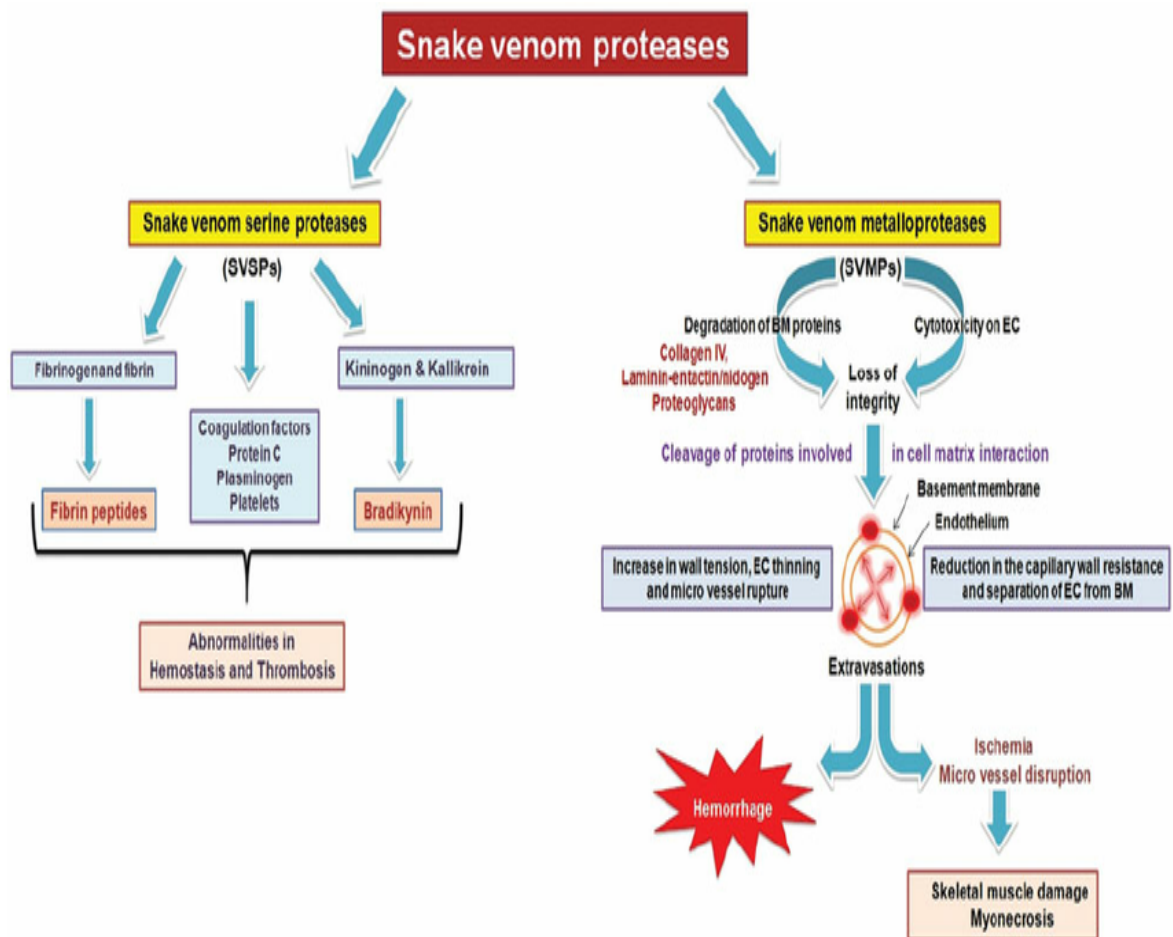 Snake venom proteases
Snake venom serine proteases
(SVSPs)
Fibrinogenand fibrin
Kininogen & Kallikrein
Coagulation factors
Protein C
Plasminogen
Platelets
Fibrin peptides
Bradikynin
Abnormalities in
Hemostasis and Thrombosis
Snake venom metalloproteases
(SVMPs)
Degradation of BM proteins
Cytotoxicity on EC
Collagen IV,
Laminin-entactin/nidogen
Proteoglycans
Loss of
integrity
Cleavage of proteins involved in cell matrix interaction
Basement membrane
Endothelium
Increase in wall tension, EC thinning
and micro vessel rupture
Reduction in the capillary wall resistance
and separation of EC from BM
Extravasations
Hemorrhage
Ischemia
Micro vessel disruption
Skeletal muscle damage
Myonecrosis